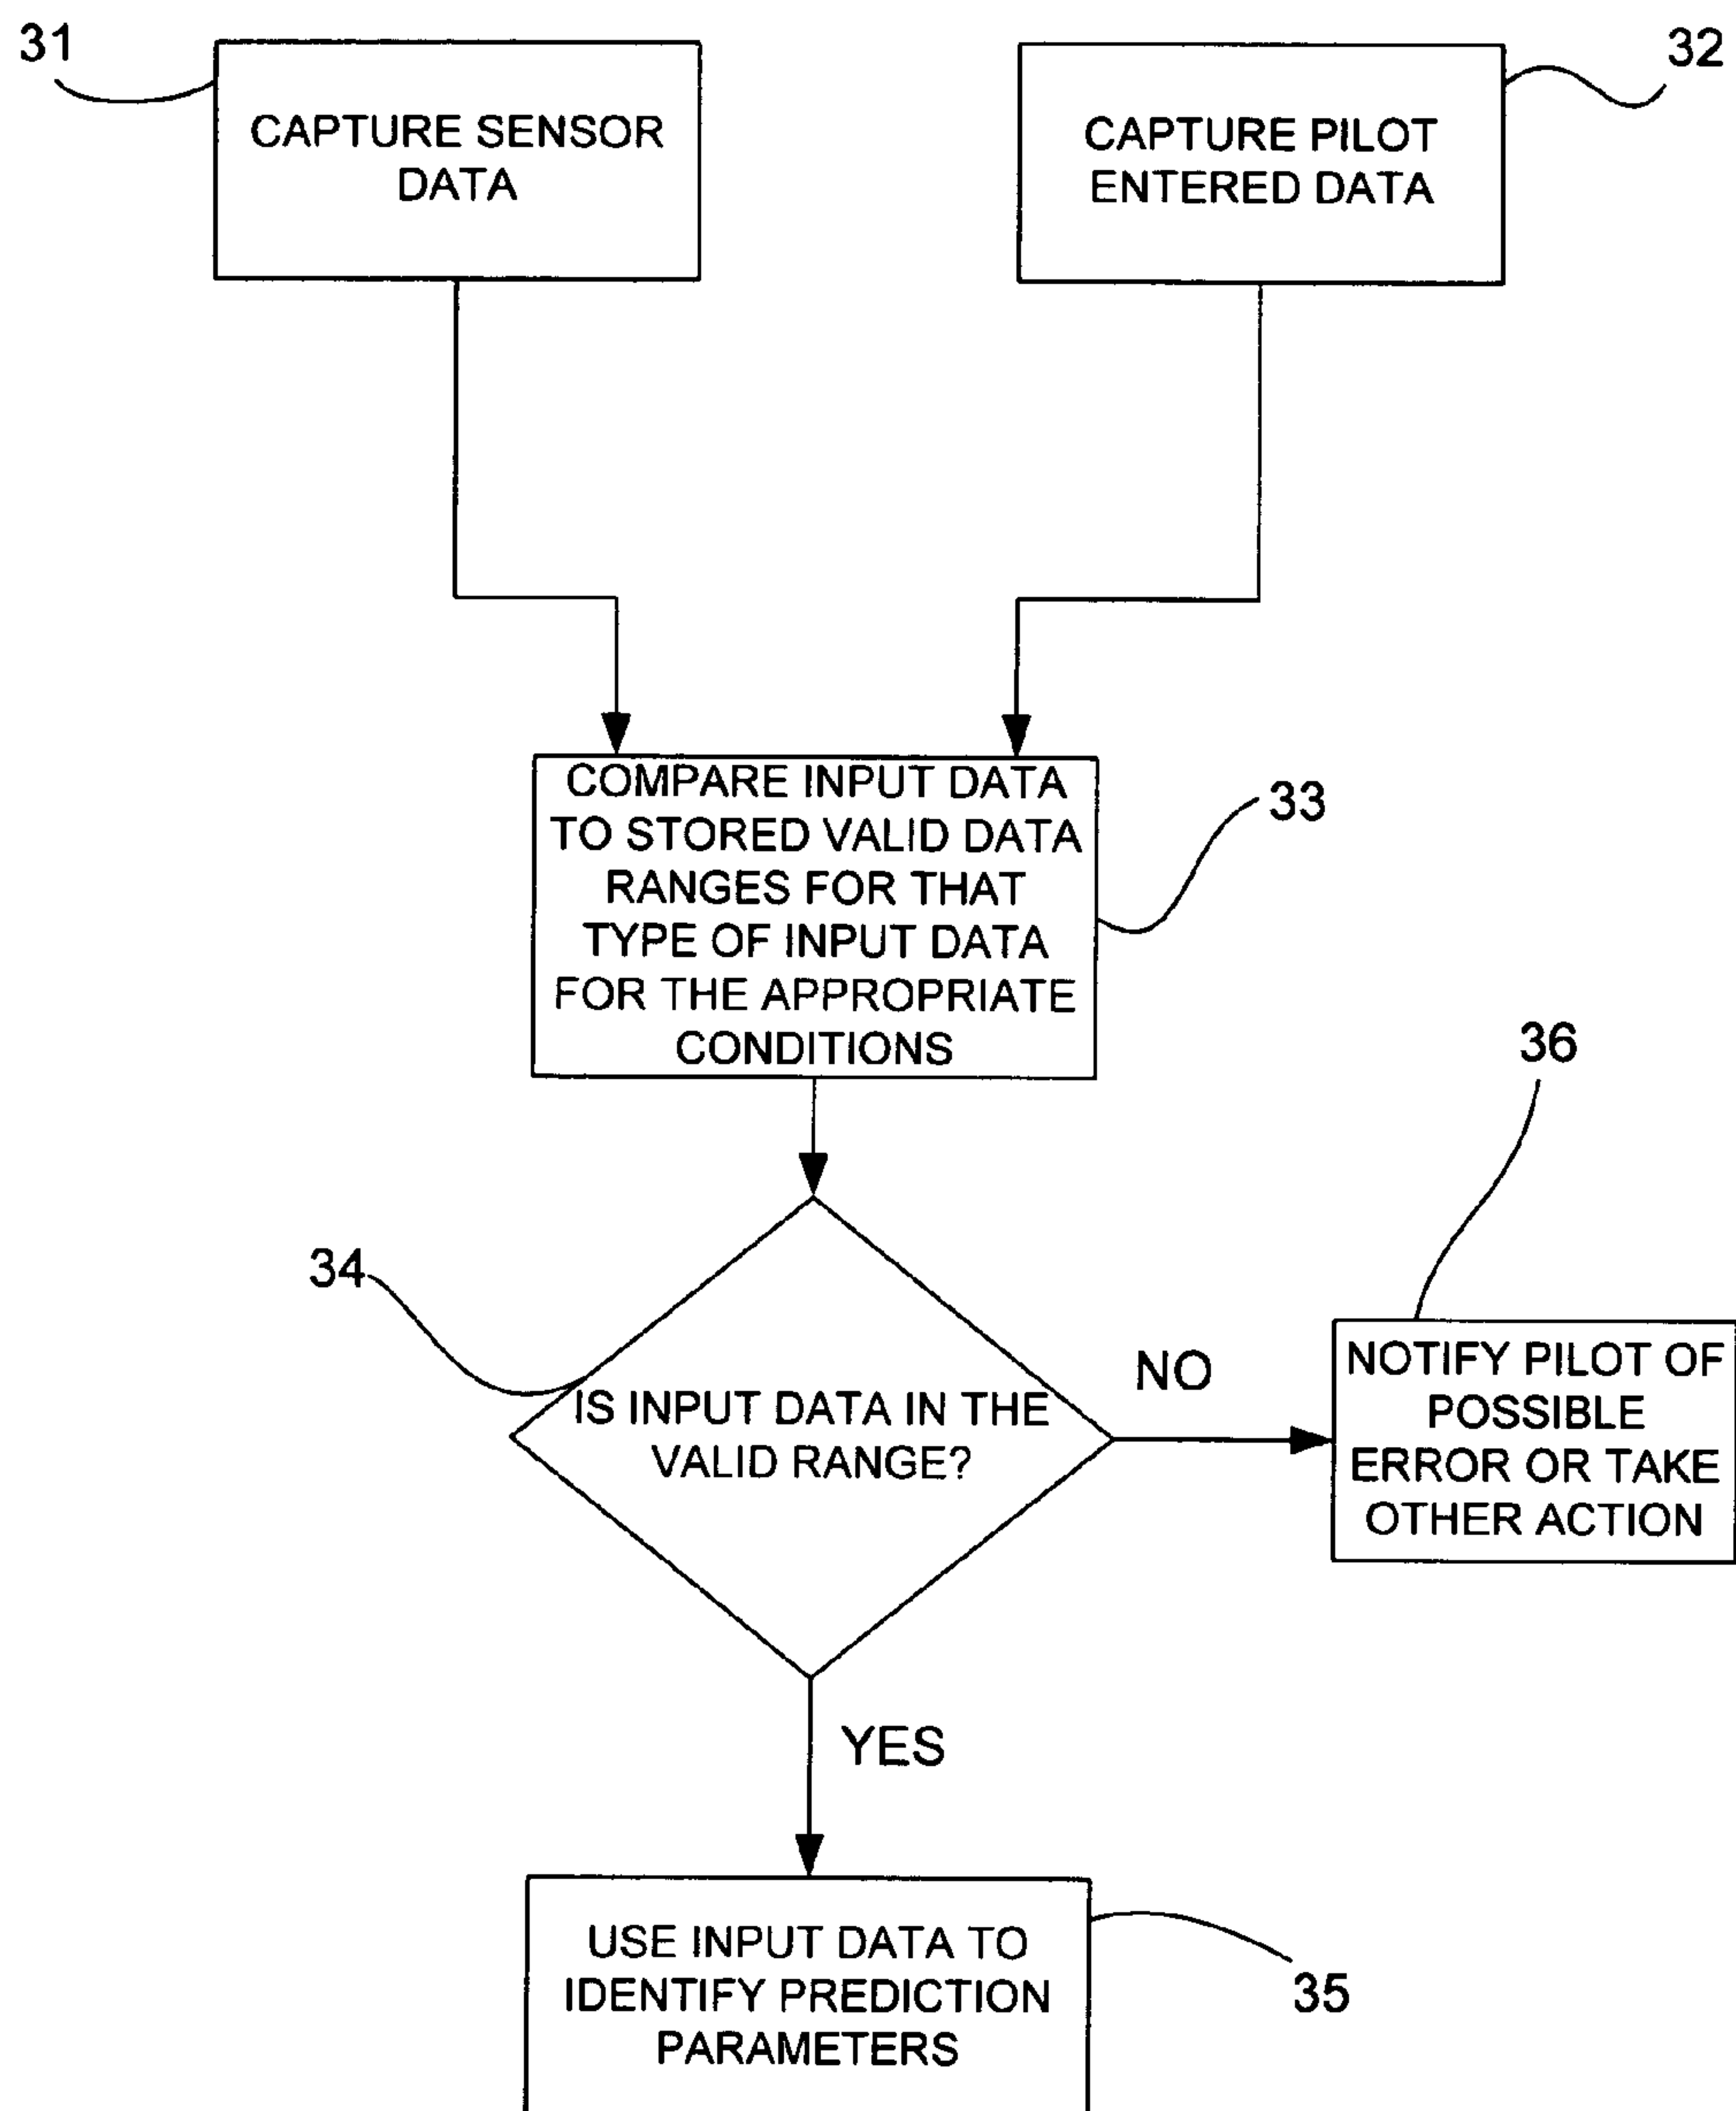 31
CAPTURE SENSOR
DATA
32
CAPTURE PILOT
ENTERED DATA
COMPARE INPUT DATA
TO STORED VALID DATA
RANGES FOR THAT
TYPE OF INPUT DATA
FOR THE APPROPRIATE
CONDITIONS
33
34
IS INPUT DATA IN THE
VALID RANGE?
NO
36
NOTIFY PILOT OF
POSSIBLE
ERROR OR TAKE
OTHER ACTION
YES
USE INPUT DATA TO
IDENTIFY PREDICTION
PARAMETERS
35